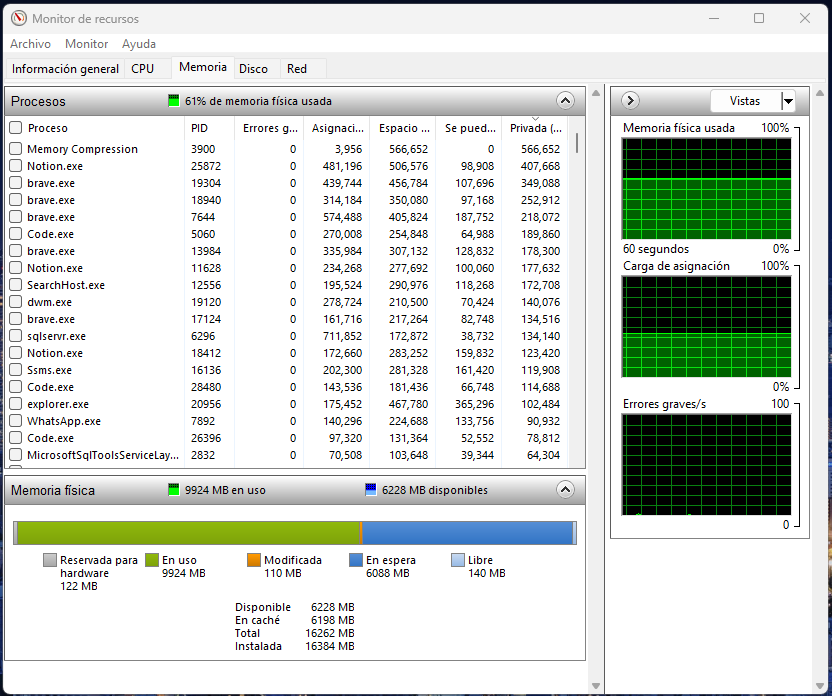 Monitor de recursos
Archivo Monitor Ayuda
Información general CPU Memoria Disco Red
Procesos 61% de memoria física usada
Proceso PID Errores g... Asignaci... Espacio ... Se pued... Privada (...
Memory Compression 3900 0 3,956 566,652 0 566,652
Notion.exe 25872 0 481,196 506,576 98,908 407,668
brave.exe 19304 0 439,744 456,784 107,696 349,088
brave.exe 18940 0 314,184 350,080 97,168 252,912
brave.exe 7644 0 574,488 405,824 187,752 218,072
Code.exe 5060 0 270,008 254,848 64,988 189,860
brave.exe 13984 0 335,984 307,132 128,832 178,300
Notion.exe 11628 0 234,268 277,692 100,060 177,632
SearchHost.exe 12556 0 195,524 290,976 118,268 172,708
dwm.exe 19120 0 278,724 210,500 70,424 140,076
brave.exe 17124 0 161,716 217,264 82,748 134,516
sqlservr.exe 6296 0 711,852 172,872 38,732 134,140
Notion.exe 18412 0 172,660 283,252 159,832 123,420
Ssms.exe 16136 0 202,300 281,328 161,420 119,908
Code.exe 28480 0 143,536 181,436 66,748 114,688
explorer.exe 20956 0 175,452 467,780 365,296 102,484
WhatsApp.exe 7892 0 140,296 224,688 133,756 90,932
Code.exe 26396 0 97,320 131,364 52,552 78,812
MicrosoftSqlToolsServiceLay... 2832 0 70,508 103,648 39,344 64,304
Memoria física 9924 MB en uso 6228 MB disponibles
Reservada para hardware 122 MB
En uso 9924 MB
Modificada 110 MB
En espera 6088 MB
Libre 140 MB
Disponible 6228 MB
En caché 6198 MB
Total 16262 MB
Instalada 16384 MB
Vistas
Memoria física usada 100%
60 segundos 0%
Carga de asignación 100%
0%
Errores graves/s 100
0